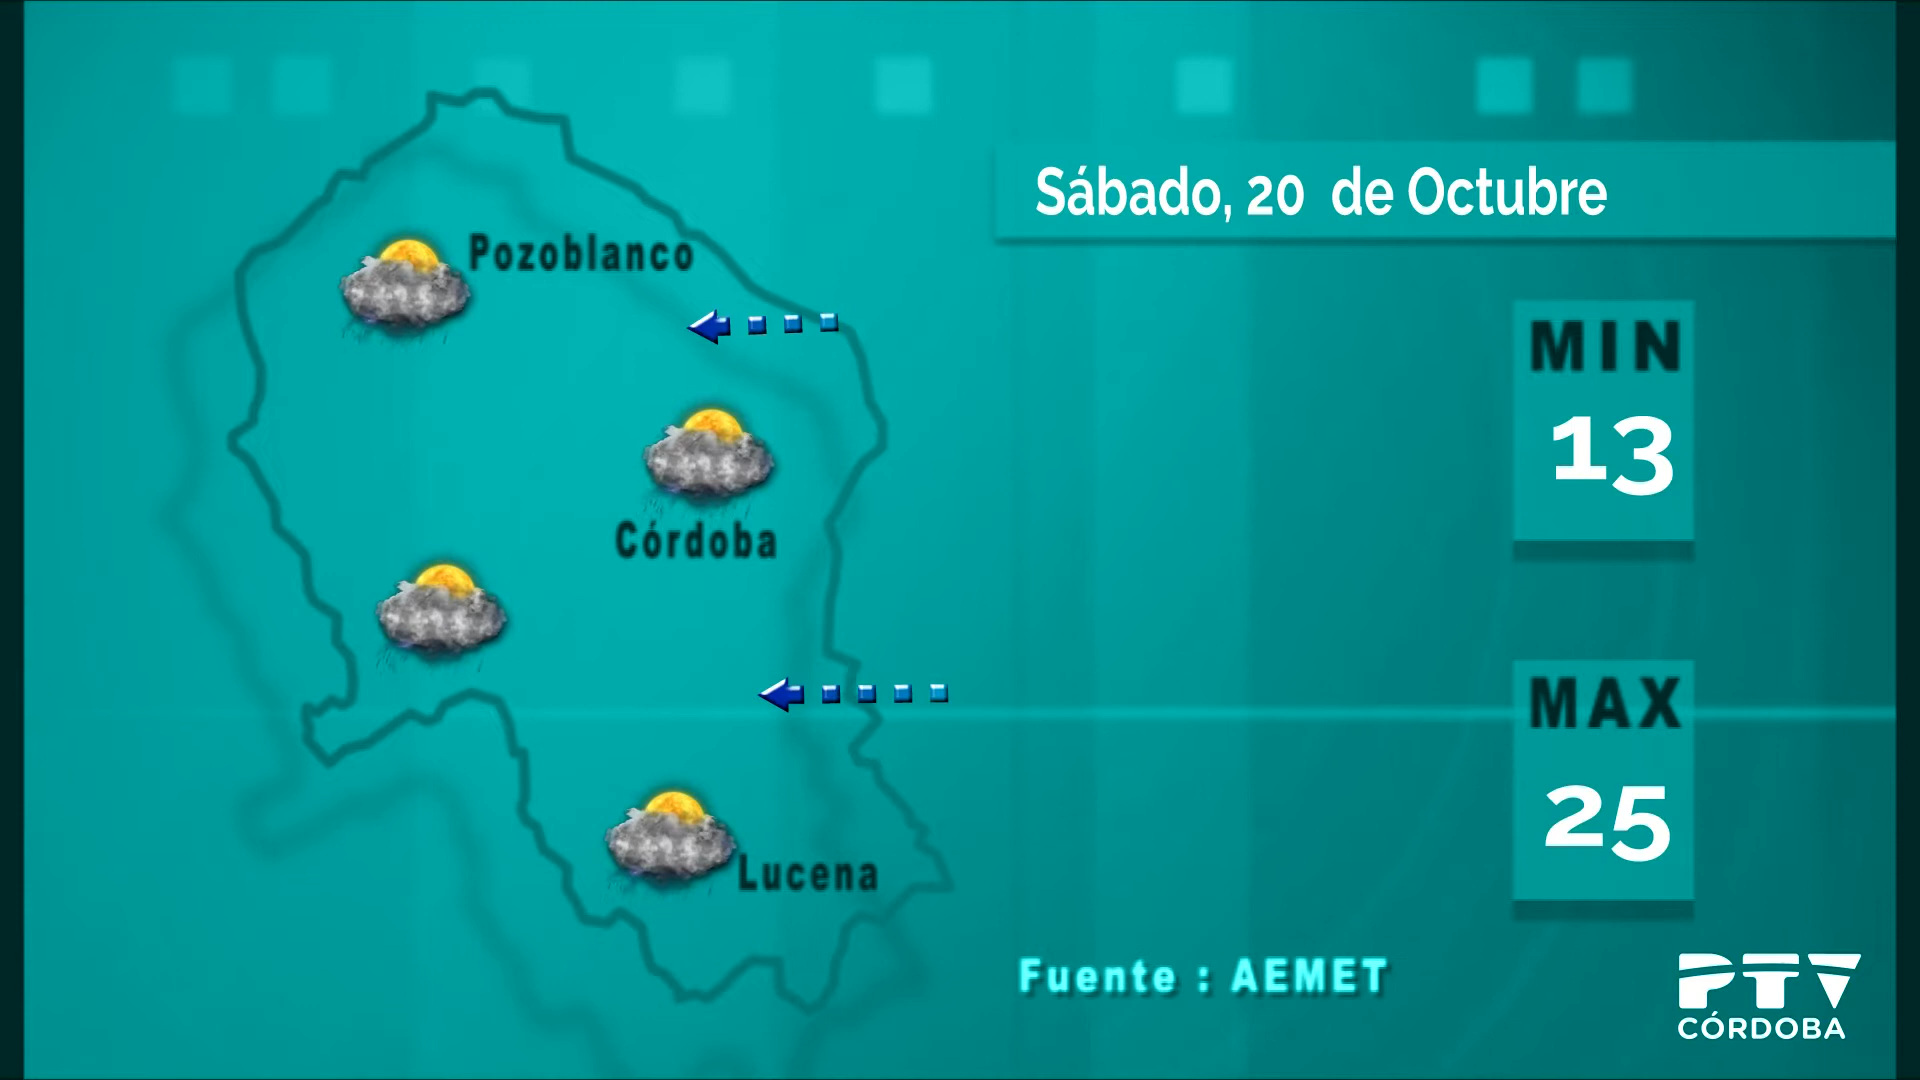 Sábado, 20 de Octubre
Pozoblanco
MIN
13
Córdoba
MAX
25
Lucena
Fuente : AEMET
PTV
CÓRDOBA